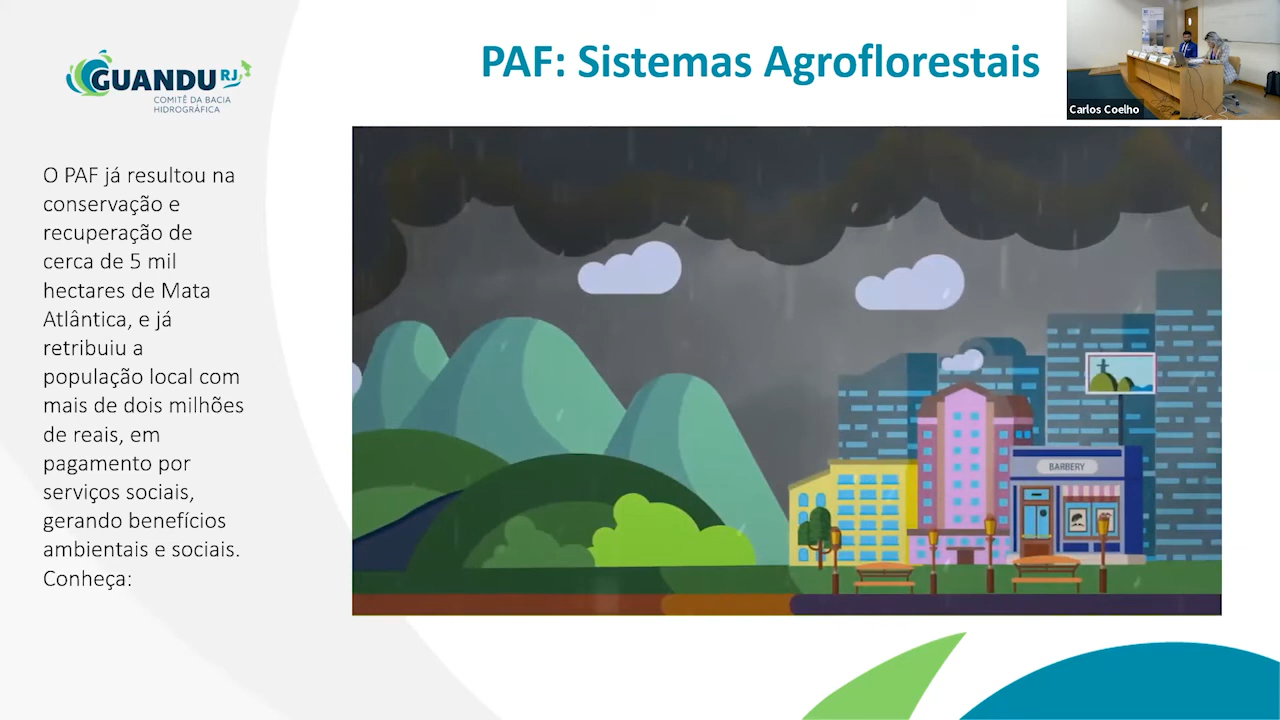 GUANDU RJ
COMITÊ DA BACIA
HIDROGRÁFICA
PAF: Sistemas Agroflorestais
Carlos Coelho
O PAF já resultou na
conservação e
recuperação de
cerca de 5 mil
hectares de Mata
Atlântica, e já
retribuiu a
população local com
mais de dois milhões
de reais, em
pagamento por
serviços sociais,
gerando benefícios
ambientais e sociais.
Conheça:
BARBERY